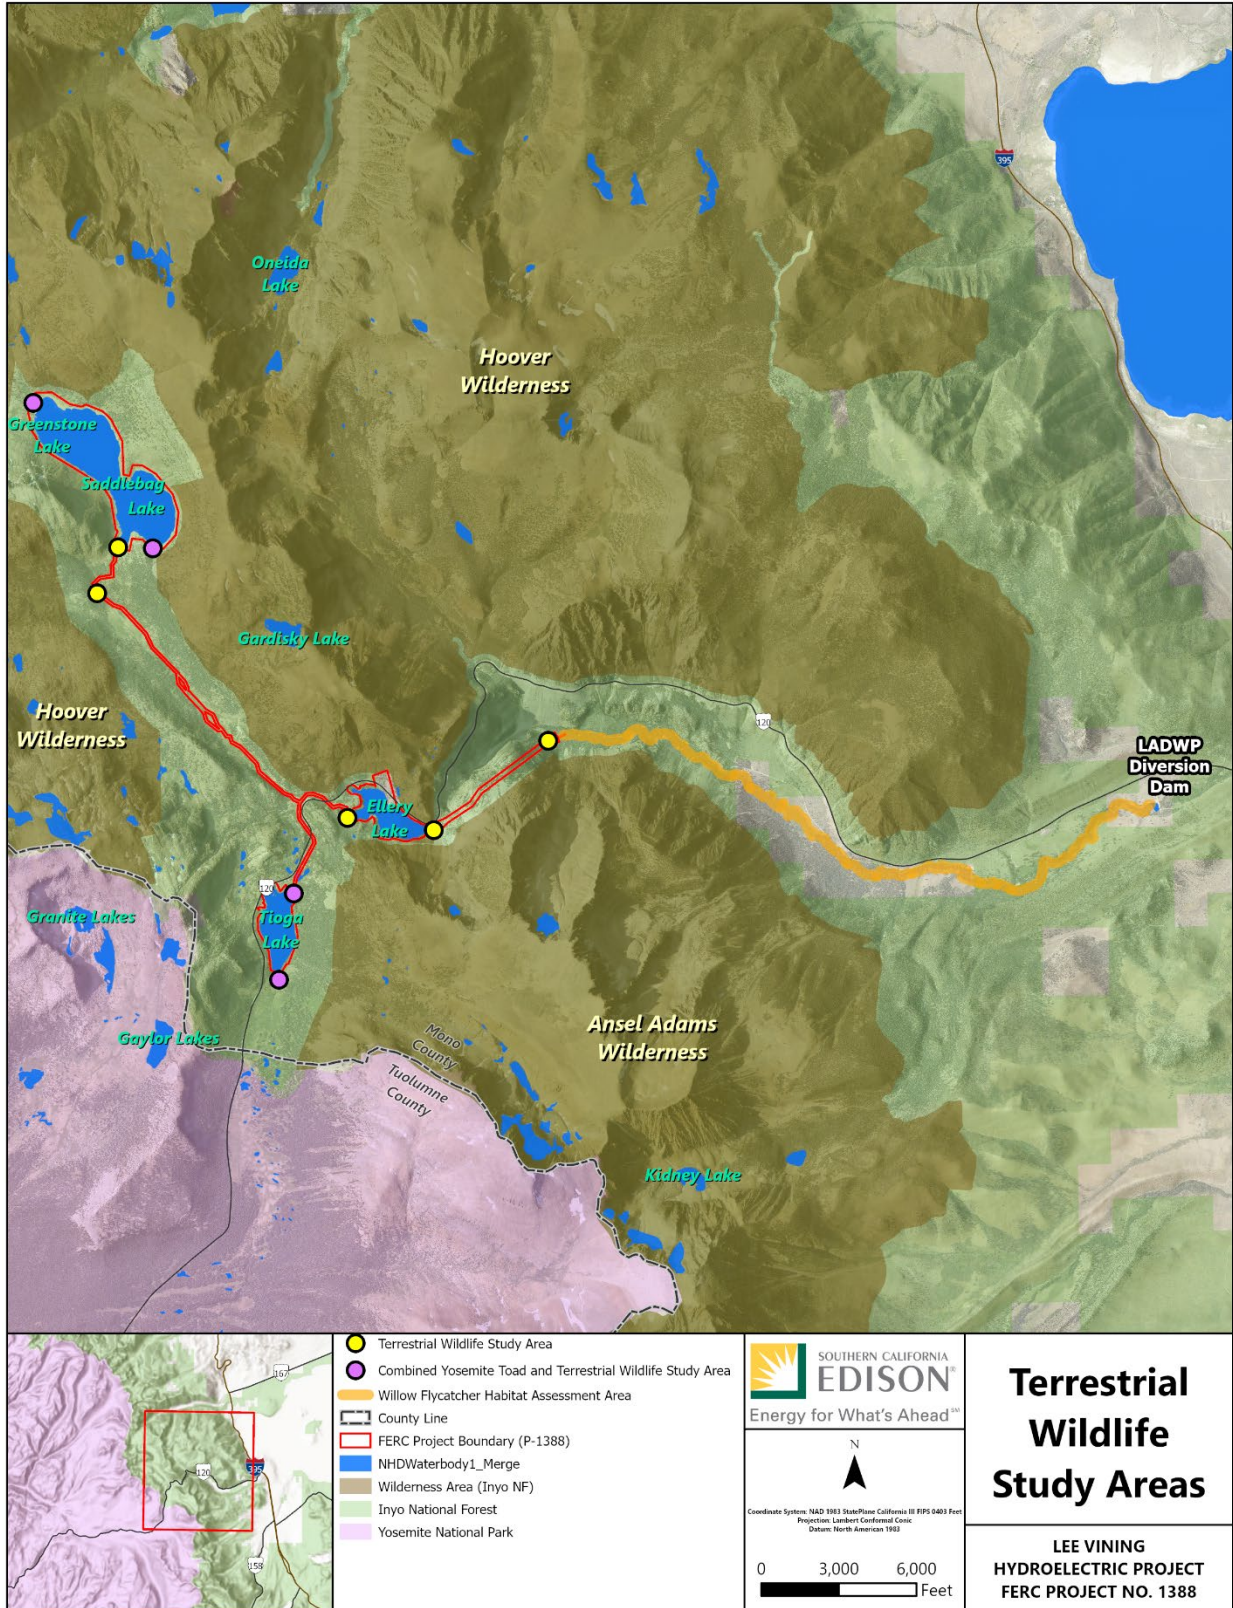 395
Oneida
Lake
Hoover
Wilderness
Greenstone
Lake
Saddlebag
Lake
Gardisky Lake
Hoover
Wilderness
120
LADWP
Diversion
Dam
Ellery
Lake
120
Granite Lakes
Tioga
Lake
Gaylor Lakes
Ansel Adams
Wilderness
Mono
County
Tuolumne
County
Kidney Lake
167
120
395
158
Terrestrial Wildlife Study Area
Combined Yosemite Toad and Terrestrial Wildlife Study Area
Willow Flycatcher Habitat Assessment Area
County Line
FERC Project Boundary (P-1388)
NHDWaterbody1_Merge
Wilderness Area (Inyo NF)
Inyo National Forest
Yosemite National Park
SOUTHERN CALIFORNIA
EDISON®
Energy for What's Ahead℠
N
Coordinate System: NAD 1983 StatePlane California III FIPS 0403 Feet
Projection: Lambert Conformal Conic
Datum: North American 1983
0 3,000 6,000
Feet
Terrestrial
Wildlife
Study Areas
LEE VINING
HYDROELECTRIC PROJECT
FERC PROJECT NO. 1388